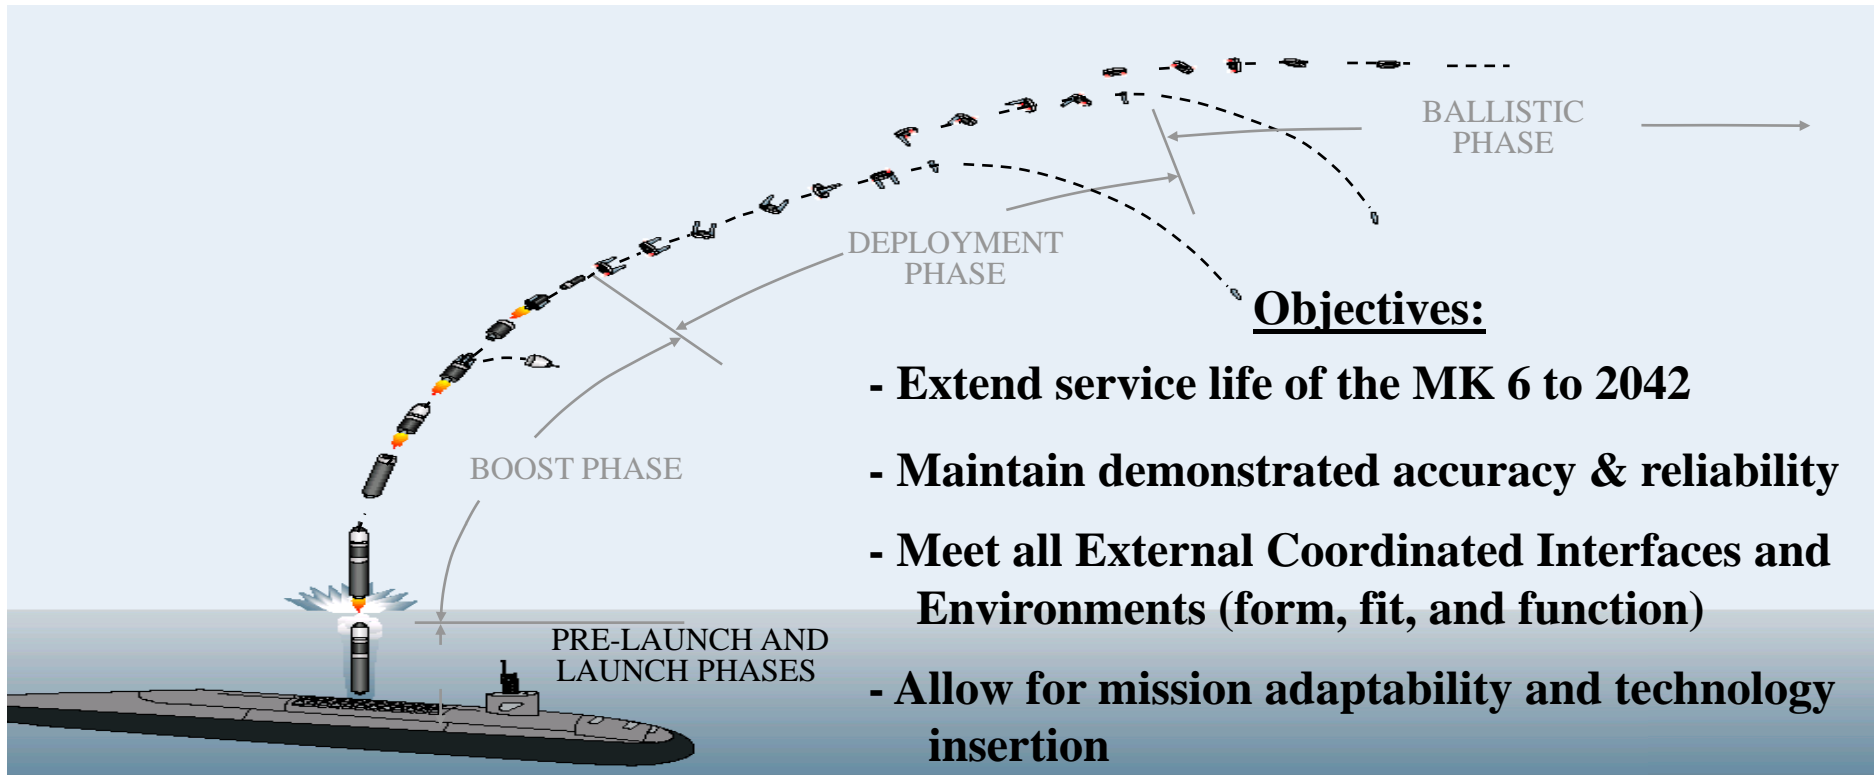 BALLISTIC
PHASE
DEPLOYMENT
PHASE
BOOST PHASE
PRE-LAUNCH AND
LAUNCH PHASES
Objectives:
- Extend service life of the MK 6 to 2042
- Maintain demonstrated accuracy & reliability
- Meet all External Coordinated Interfaces and
Environments (form, fit, and function)
- Allow for mission adaptability and technology
insertion